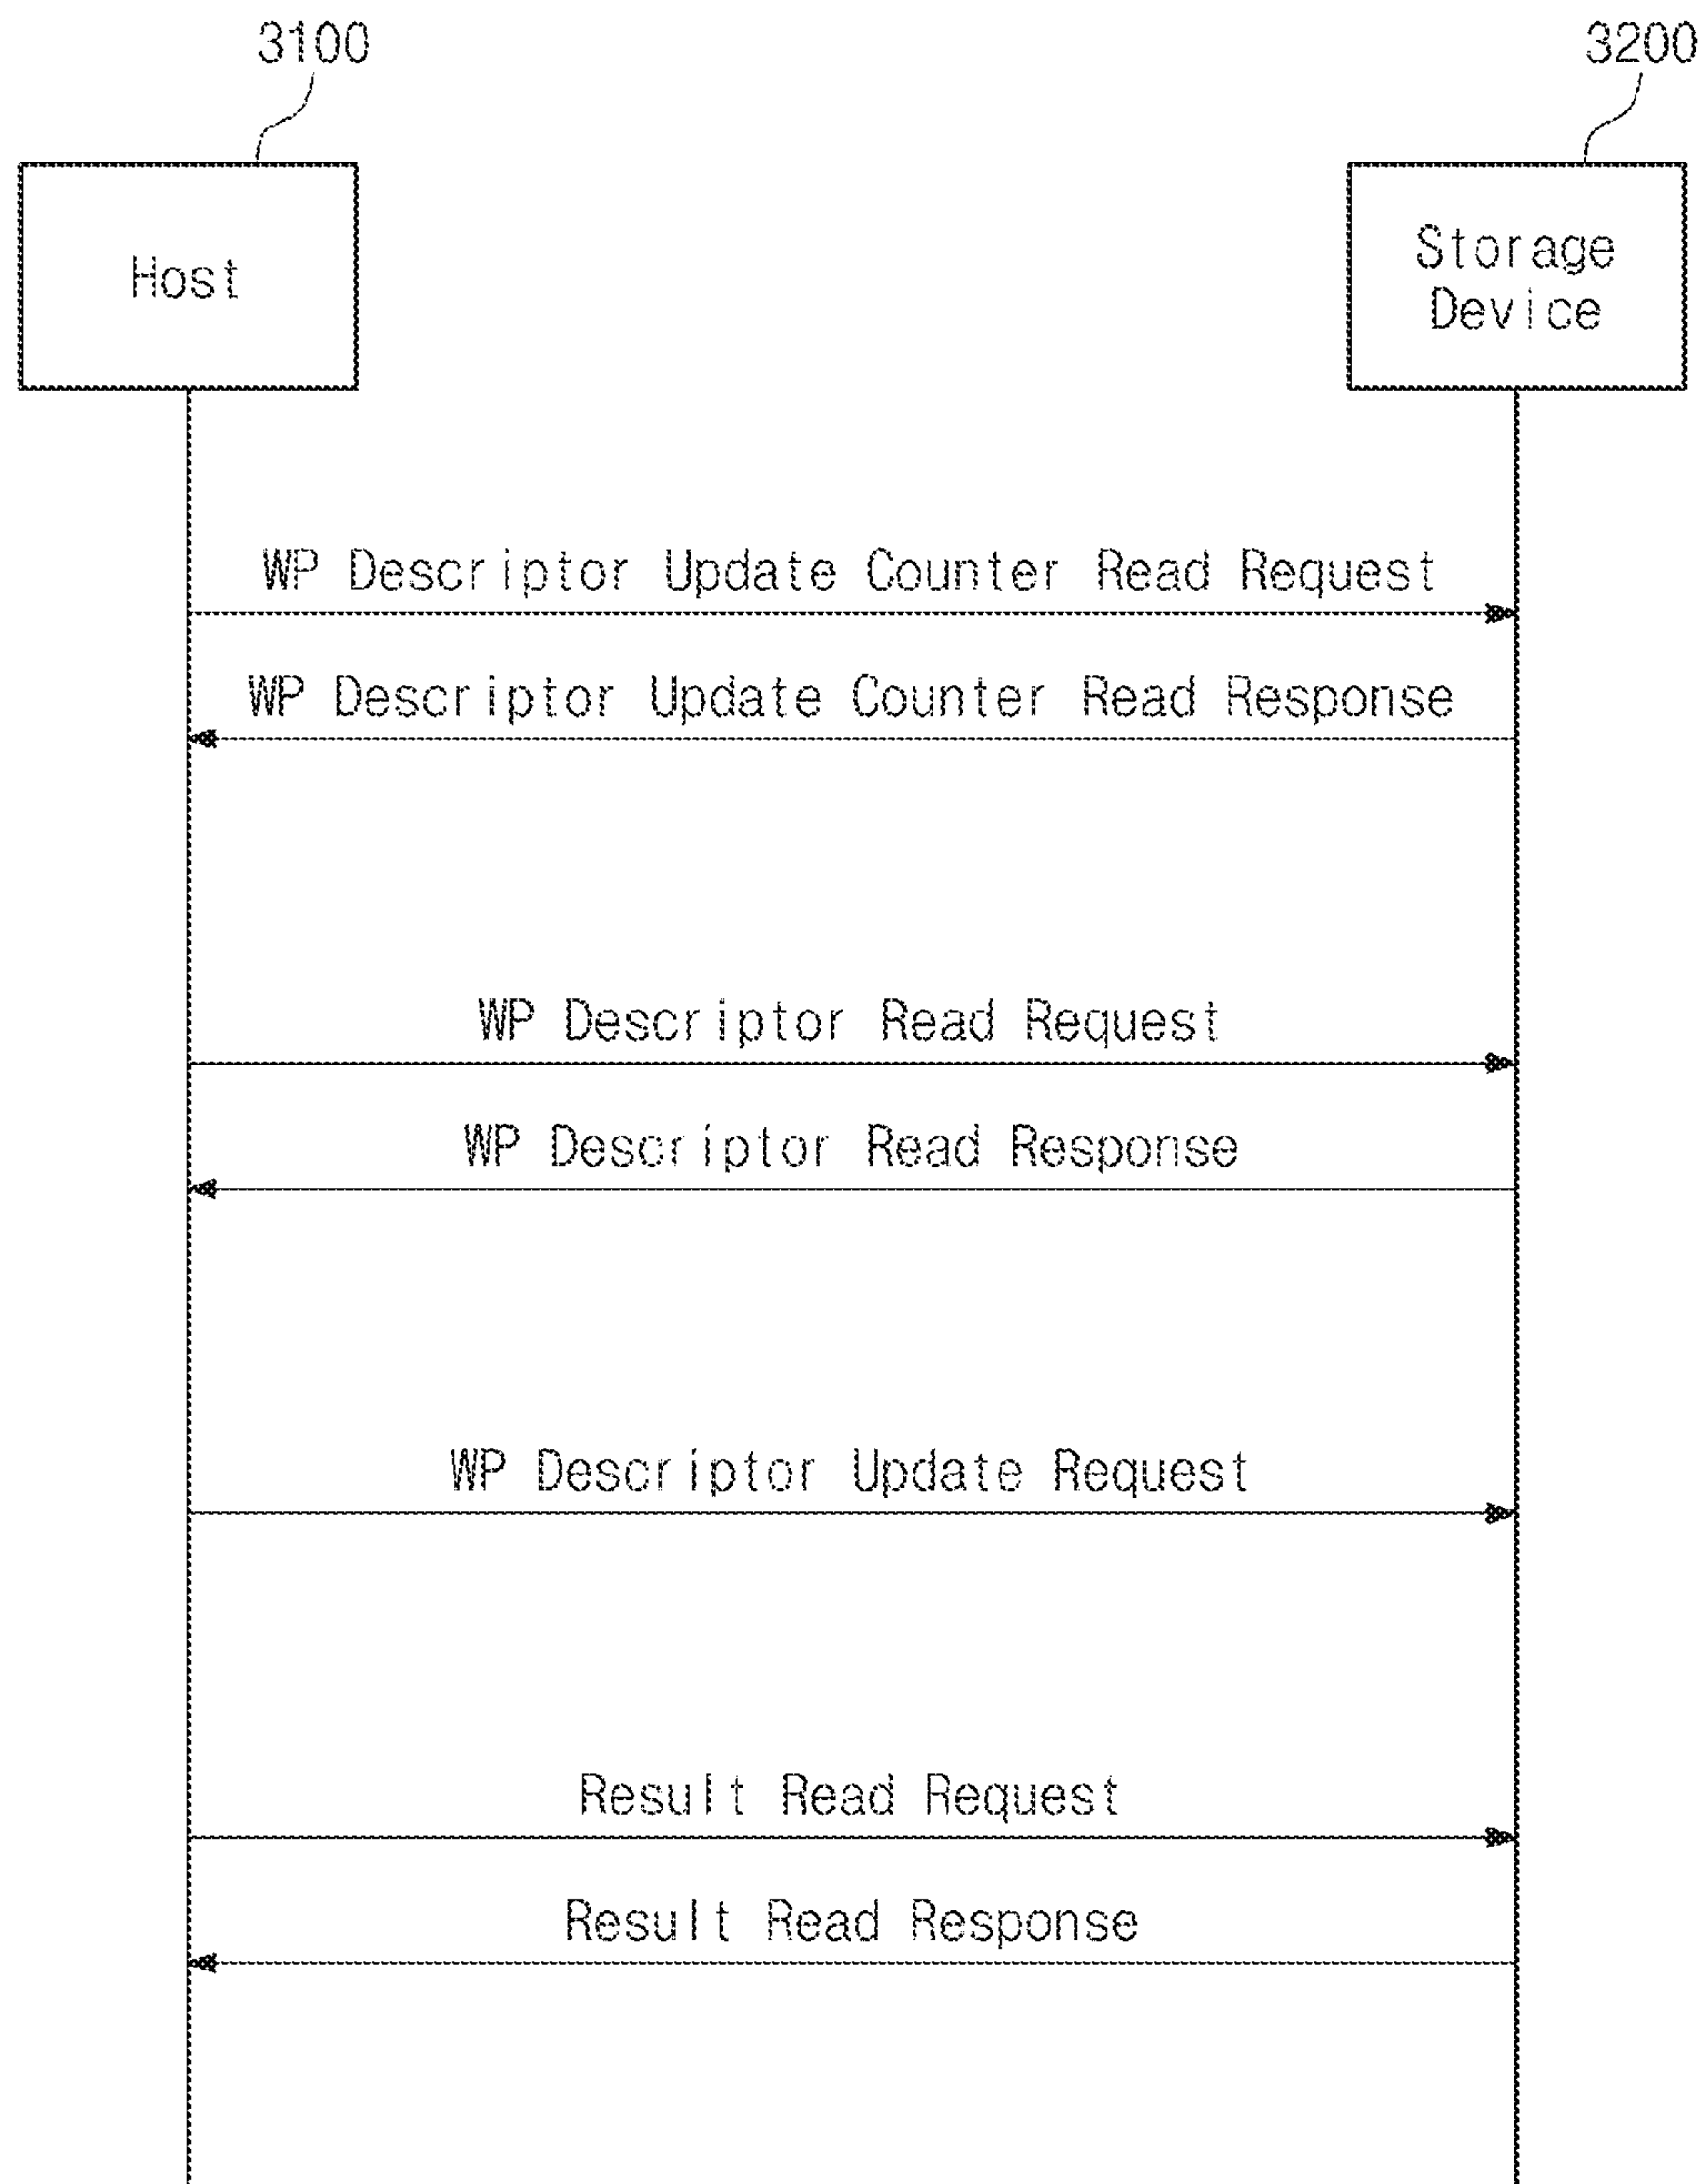 3100
3200
Host
Storage
Device
WP Descriptor Update Counter Read Request
WP Descriptor Update Counter Read Response
WP Descriptor Read Request
WP Descriptor Read Response
WP Descriptor Update Request
Result Read Request
Result Read Response